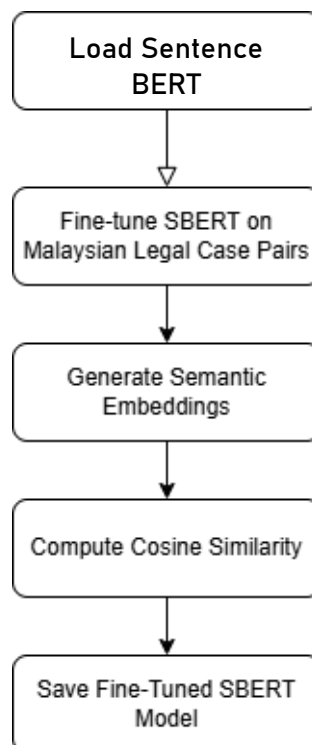 Load Sentence
BERT
Fine-tune SBERT on
Malaysian Legal Case Pairs
Generate Semantic
Embeddings
Compute Cosine Similarity
Save Fine-Tuned SBERT
Model